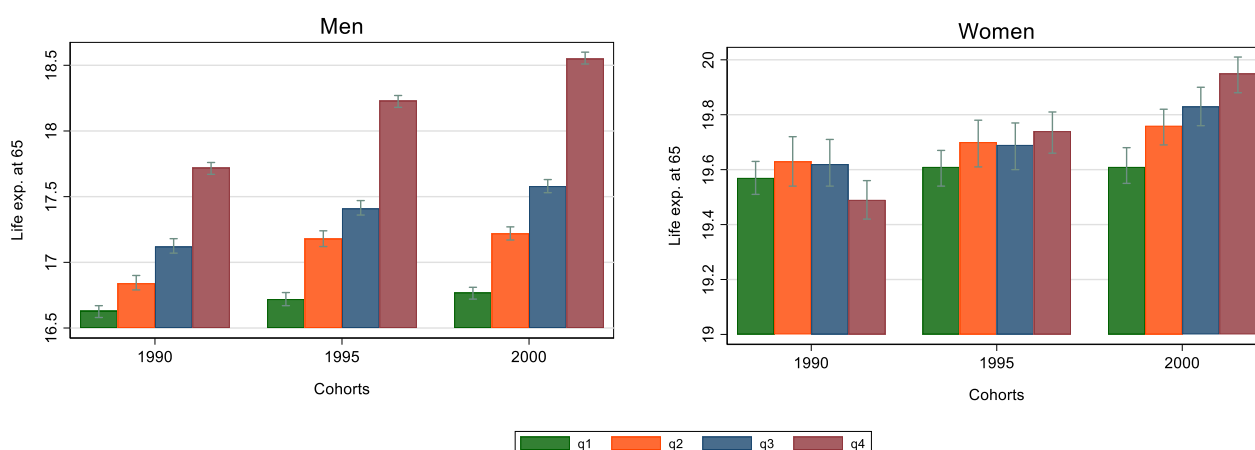 Men
Life exp. at 65
18.5
18
17.5
17
16.5
1990 1995 2000
Cohorts
Women
Life exp. at 65
20
19.8
19.6
19.4
19.2
19
1990 1995 2000
Cohorts
q1 q2 q3 q4